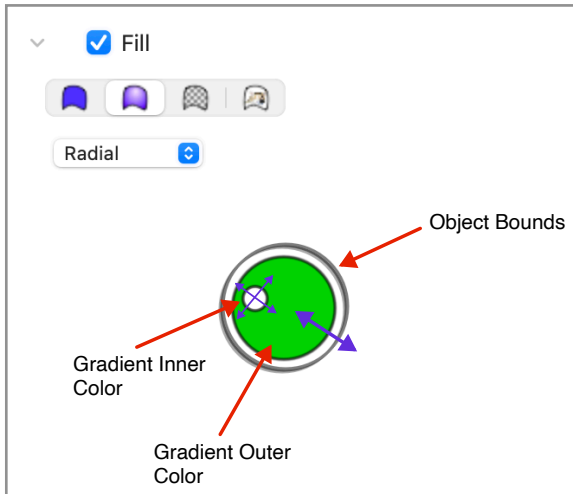 Fill
Radial
Object Bounds
Gradient Inner
Color
Gradient Outer
Color